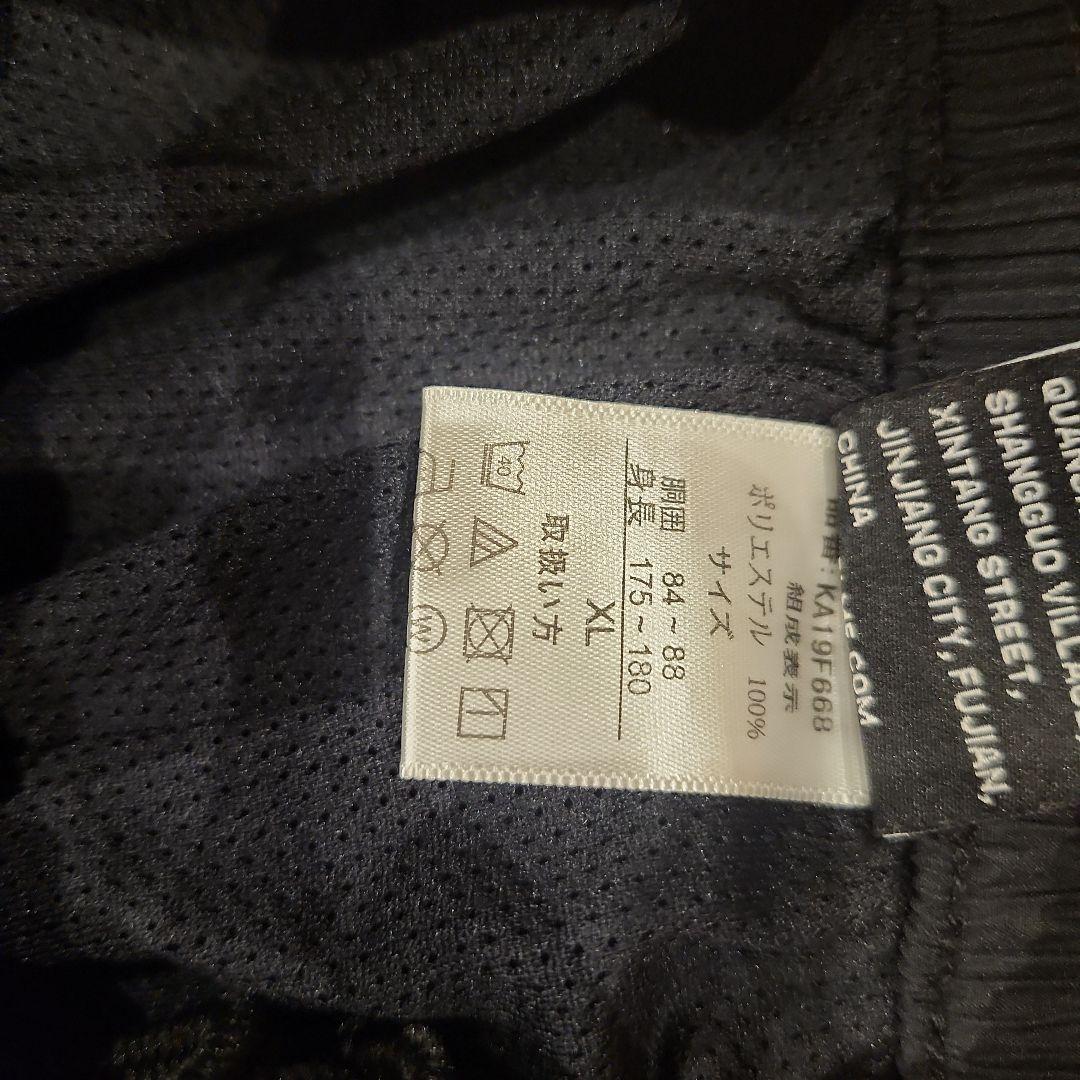 品番：KA19F668
組成表示
ポリエステル 100%
サイズ
胴囲 84～88
身長 175～180
XL
取扱い方
40
SHANGGUO VILLAGE,
XINTANG STREET,
JINJIANG CITY, FUJIAN,
CHINA
.COM